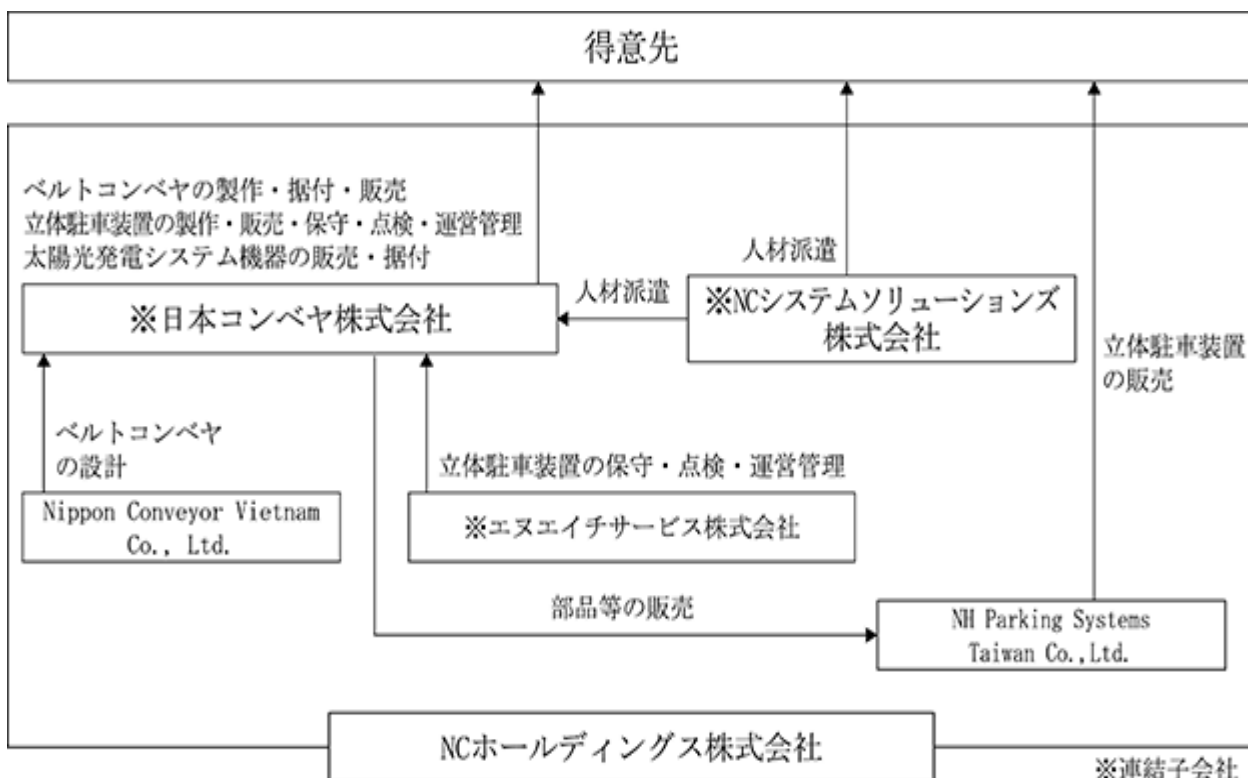 得意先
ベルトコンベヤの製作・据付・販売
立体駐車装置の製作・販売・保守・点検・運営管理
太陽光発電システム機器の販売・据付
※日本コンベヤ株式会社
人材派遣
人材派遣
※NCシステムソリューションズ
株式会社
立体駐車装置
の販売
ベルトコンベヤ
の設計
Nippon Conveyor Vietnam
Co., Ltd.
立体駐車装置の保守・点検・運営管理
※エヌエイチサービス株式会社
部品等の販売
NH Parking Systems
Taiwan Co.,Ltd.
NCホールディングス株式会社
※連結子会社